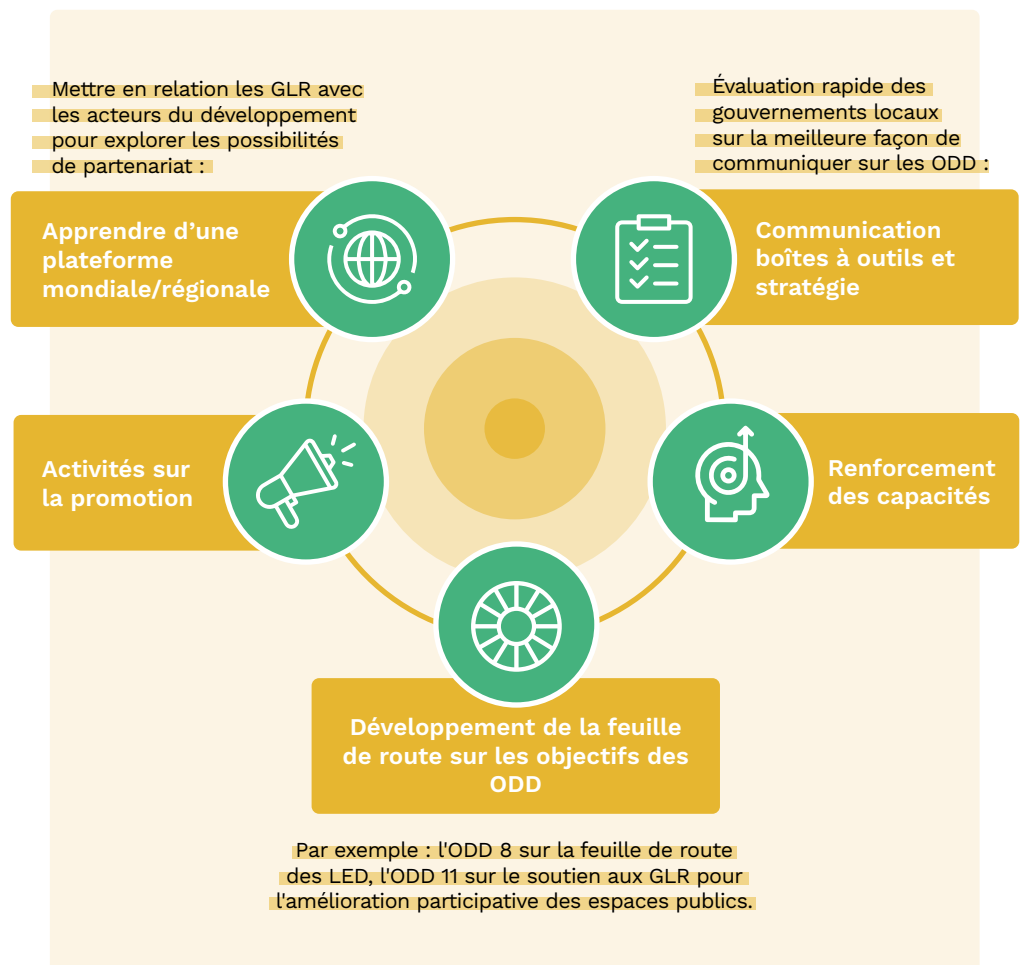 Mettre en relation les GLR avec
les acteurs du développement
pour explorer les possibilités
de partenariat :
Apprendre d’une
plateforme
mondiale/régionale
Évaluation rapide des
gouvernements locaux
sur la meilleure façon de
communiquer sur les ODD :
Communication
boîtes à outils et
stratégie
Activités sur
la promotion
Renforcement
des capacités
Développement de la feuille
de route sur les objectifs des
ODD
Par exemple : l'ODD 8 sur la feuille de route
des LED, l'ODD 11 sur le soutien aux GLR pour
l'amélioration participative des espaces publics.